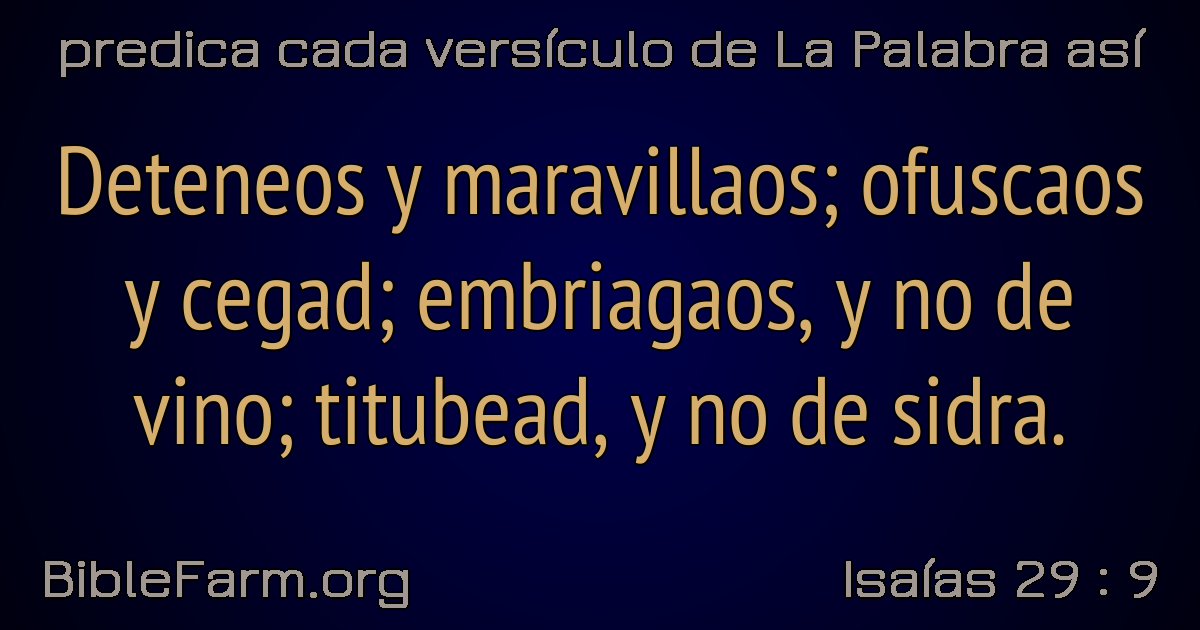 predica cada versículo de La Palabra así
Deteneos y maravillaos; ofuscaos
y cegad; embriagaos, y no de
vino; titubead, y no de sidra.
BibleFarm.org
Isaías 29 : 9